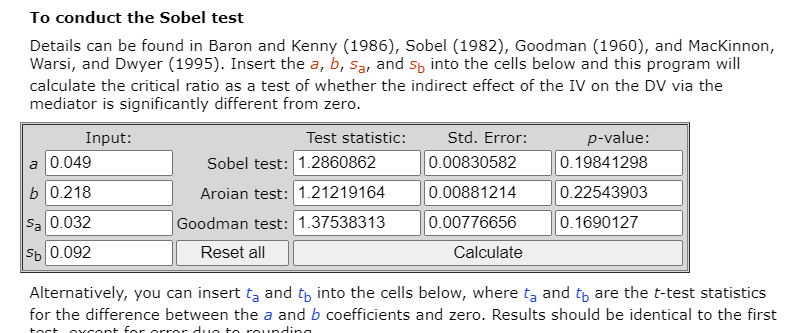 To conduct the Sobel test
Details can be found in Baron and Kenny (1986), Sobel (1982), Goodman (1960), and MacKinnon,
Warsi, and Dwyer (1995). Insert the a, b, sa, and sb into the cells below and this program will
calculate the critical ratio as a test of whether the indirect effect of the IV on the DV via the
mediator is significantly different from zero.
Input: Test statistic: Std. Error: p-value:
a 0.049 Sobel test: 1.2860862 0.00830582 0.19841298
b 0.218 Aroian test: 1.21219164 0.00881214 0.22543903
sa 0.032 Goodman test: 1.37538313 0.00776656 0.1690127
sb 0.092 Reset all Calculate
Alternatively, you can insert ta and tb into the cells below, where ta and tb are the t-test statistics
for the difference between the a and b coefficients and zero. Results should be identical to the first
test, except for error due to rounding.